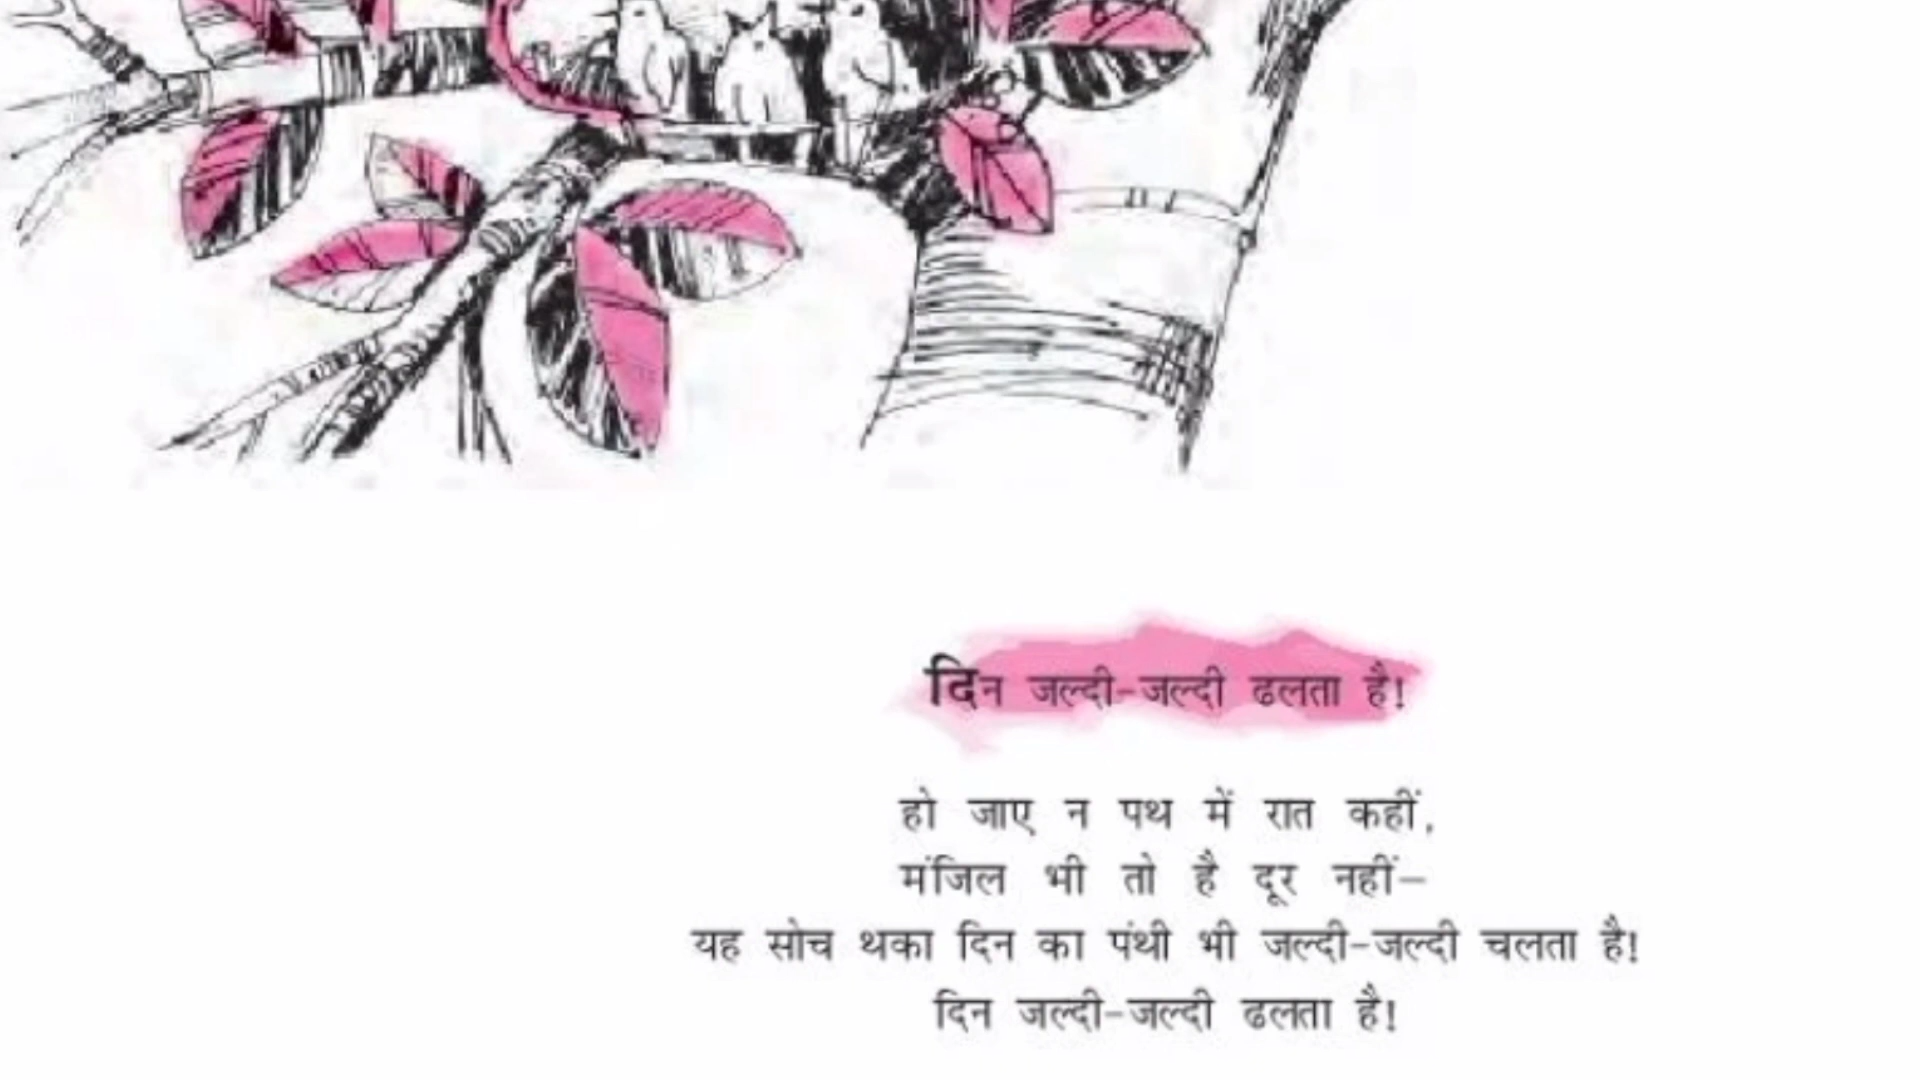 दिन जल्दी-जल्दी ढलता है!
हो जाए न पथ में रात कहीं,
मंजिल भी तो है दूर नहीं–
यह सोच थका दिन का पंथी भी जल्दी-जल्दी चलता है!
दिन जल्दी-जल्दी ढलता है!